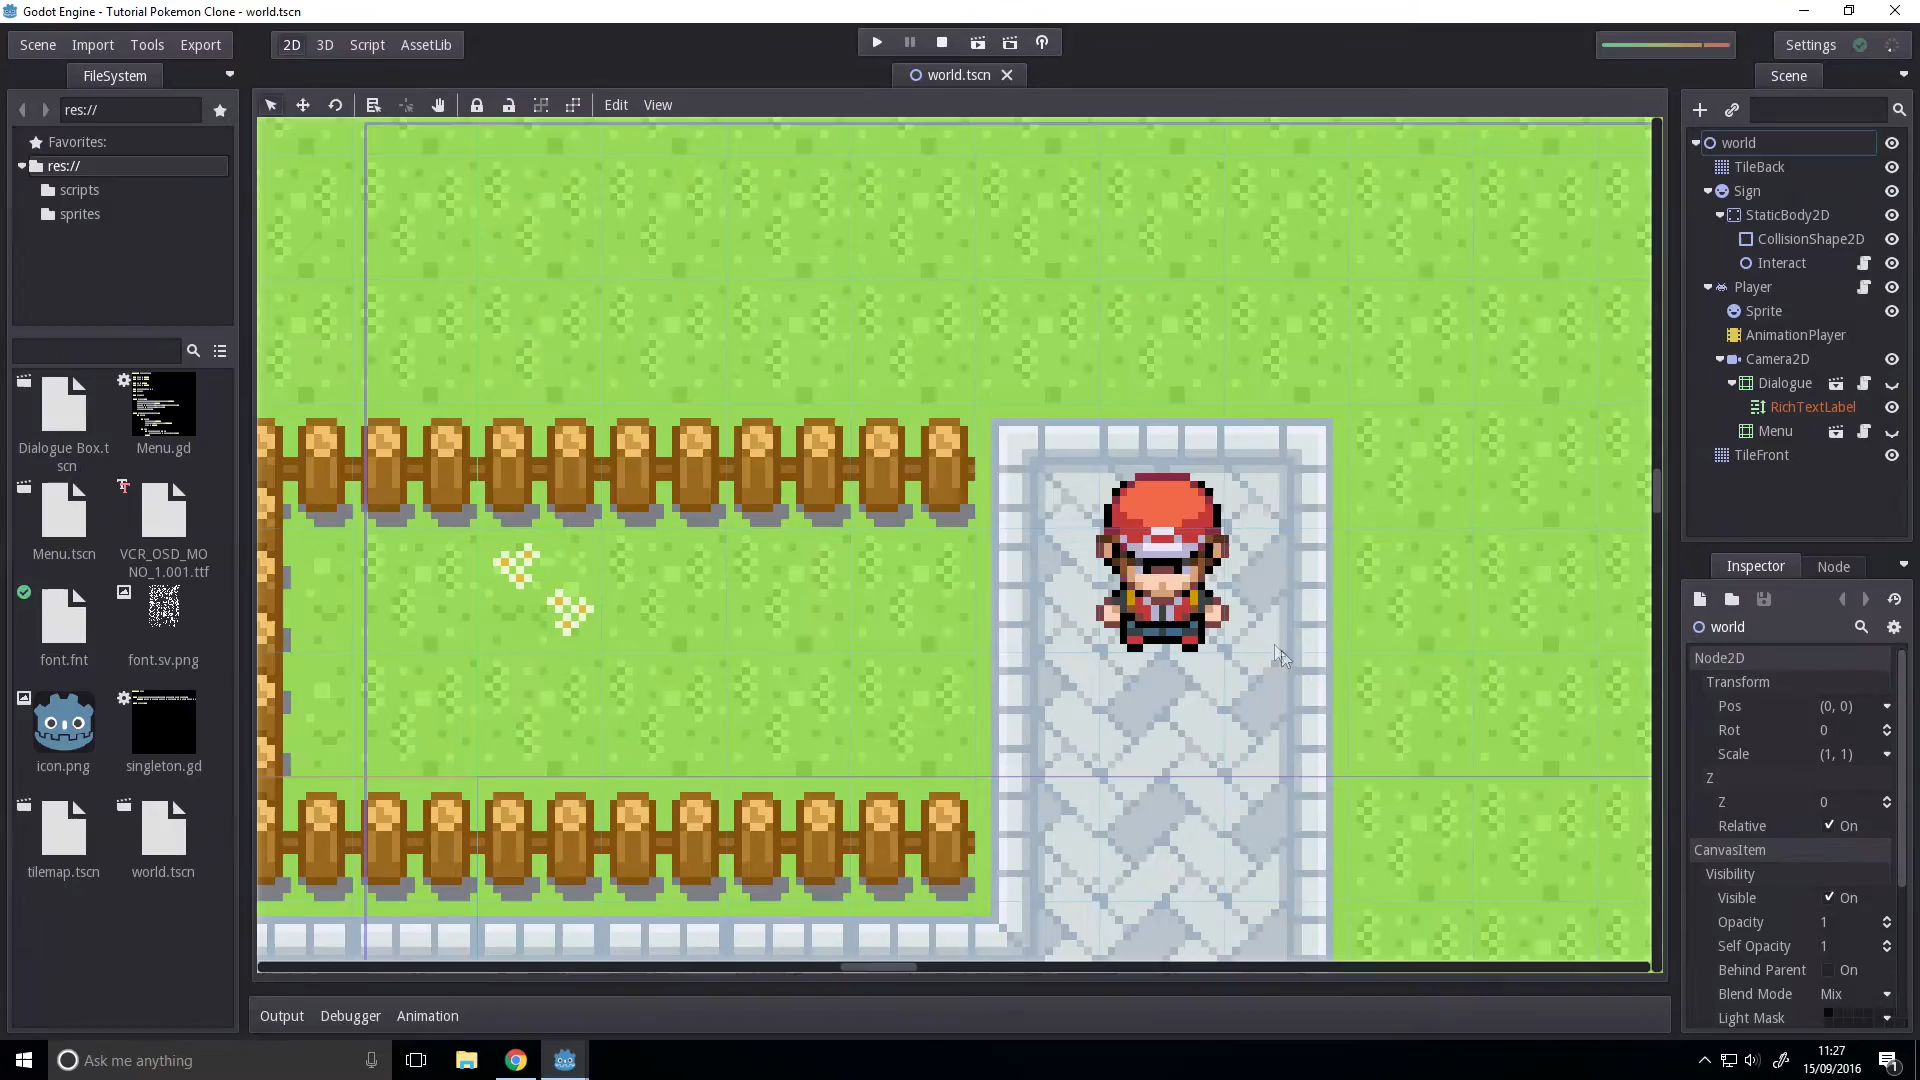 Godot Engine - Tutorial Pokemon Clone - world.tscn
Scene Import Tools Export
2D 3D Script AssetLib
Settings
FileSystem
world.tscn
Scene
res://
Edit View
Favorites:
res://
scripts
sprites
world
TileBack
Sign
StaticBody2D
CollisionShape2D
Interact
Player
Sprite
AnimationPlayer
Camera2D
Dialogue
RichTextLabel
Menu
TileFront
Dialogue Box.t
scn
Menu.gd
Menu.tscn
VCR_OSD_MO
NO_1.001.ttf
font.fnt
font.sv.png
icon.png
singleton.gd
tilemap.tscn
world.tscn
Inspector Node
world
Node2D
Transform
Pos (0, 0)
Rot 0
Scale (1, 1)
Z
Z 0
Relative On
CanvasItem
Visibility
Visible On
Opacity 1
Self Opacity 1
Behind Parent On
Blend Mode Mix
Light Mask
Output Debugger Animation
Ask me anything
11:27
15/09/2016
1